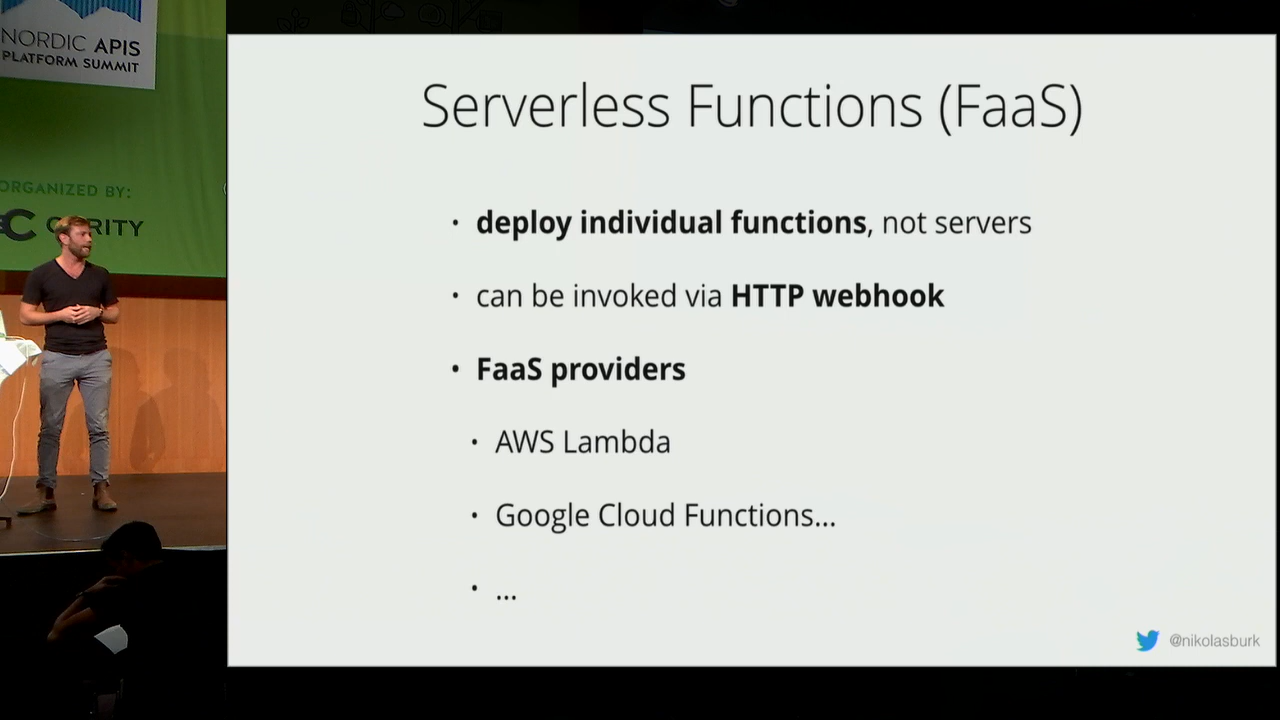 NORDIC APIS
PLATFORM SUMMIT
ORGANIZED BY:
Serverless Functions (FaaS)
• deploy individual functions, not servers
• can be invoked via HTTP webhook
• FaaS providers
• AWS Lambda
• Google Cloud Functions...
• ...
@nikolasburk